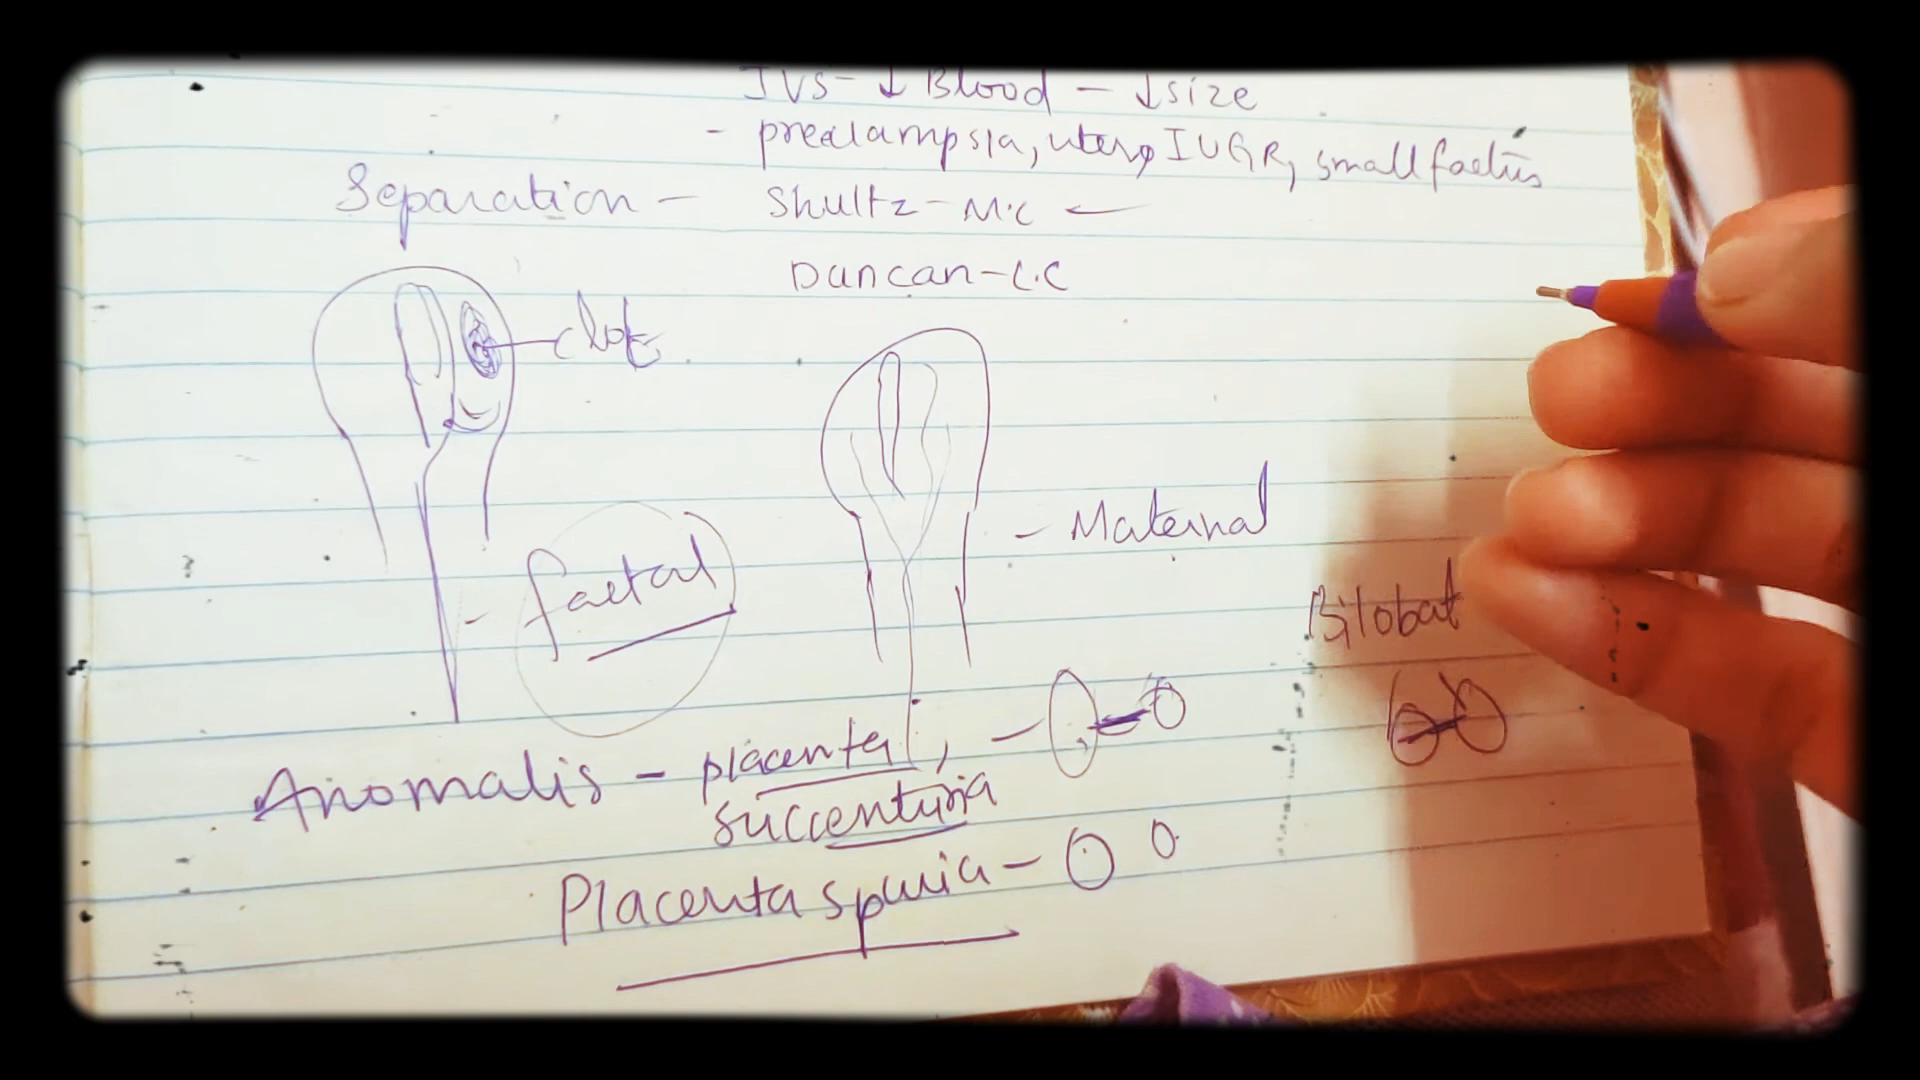 IVS- ↓ Blood - ↓size
- preclampsia, utero IUGR, small faetus
Separation - Shultz - M.C
Duncan - L.C
clot
- Maternal
- faetal
Bilobat
Anomalis - placenta,
succenturia
Placenta spuria -